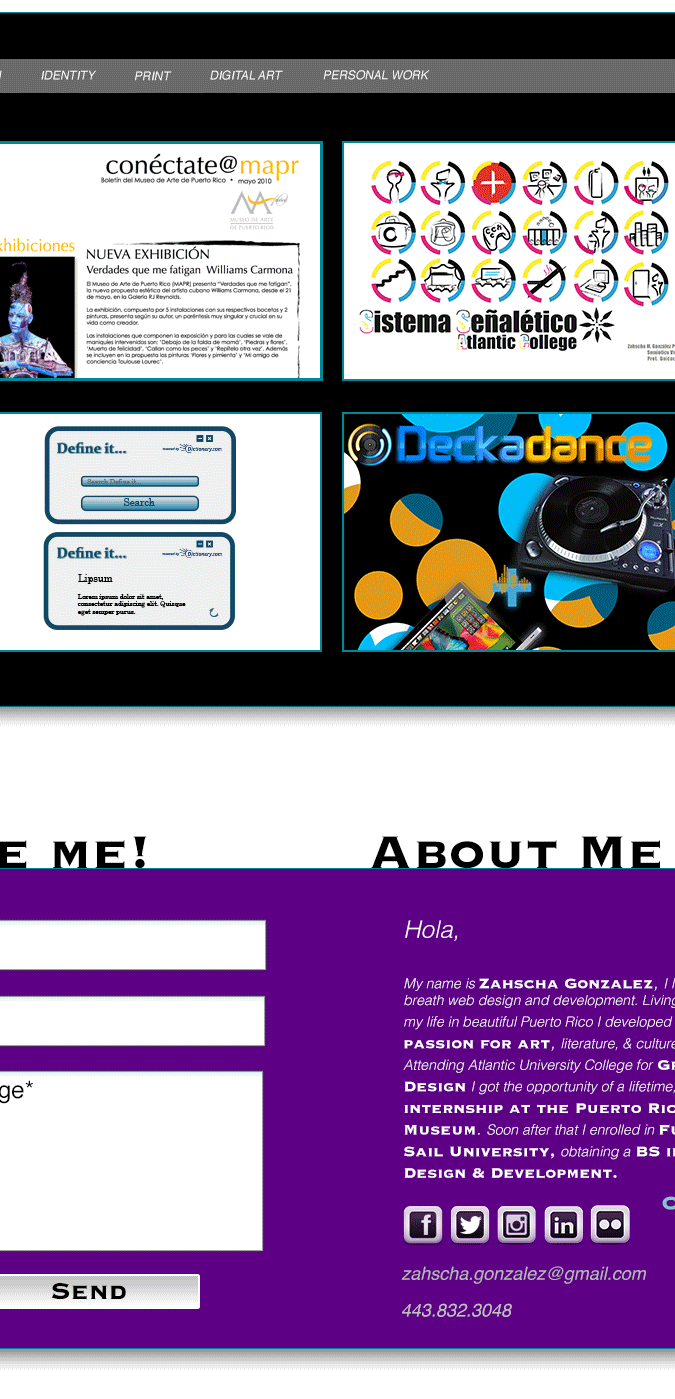 IDENTITY PRINT DIGITAL ART PERSONAL WORK
conéctate@mapr
Boletín del Museo de Arte de Puerto Rico • mayo 2010
MUSEO DE ARTE
DE PUERTO RICO
xhibiciones
NUEVA EXHIBICIÓN
Verdades que me fatigan Williams Carmona
El Museo de Arte de Puerto Rico (MAPR) presenta “Verdades que me fatigan”,
la nueva propuesta estética del artista cubano Williams Carmona, desde el 21
de mayo, en la Galería RJ Reynolds.
La exhibición, compuesta por 5 instalaciones con sus respectivos bocetos y 2
pinturas, presenta según su autor, un paréntesis muy singular y crucial en su
vida como creador.
Las instalaciones que componen la exposición y para las cuales se vale de
maniquíes intervenidos son: ‘Debajo de la falda de mamá’, ‘Piedras y flores’,
‘Muerto de felicidad’, ‘Callan como los peces’ y ‘Repítelo otra vez’. Además
se incluyen en la propuesta las pinturas ‘Flores y pimienta’ y ‘Mi amigo de
conciencia Toulouse Lourec’.
Sistema Señalético
Atlantic College
Zahscha M. González
Define it...
powered by Dictionary.com
Search Define it...
Search
Define it...
powered by Dictionary.com
Lipsum
Lorem ipsum dolor sit amet,
consectetur adipiscing elit. Quisque
eget semper purus.
Deckadance
E ME!
About Me
ge*
Send
Hola,
My name is Zahscha Gonzalez, I l
breath web design and development. Living
my life in beautiful Puerto Rico I developed
passion for art, literature, & culture
Attending Atlantic University College for Gr
Design I got the opportunity of a lifetime,
internship at the Puerto Ric
Museum. Soon after that I enrolled in Fu
Sail University, obtaining a BS i
Design & Development.
zahscha.gonzalez@gmail.com
443.832.3048